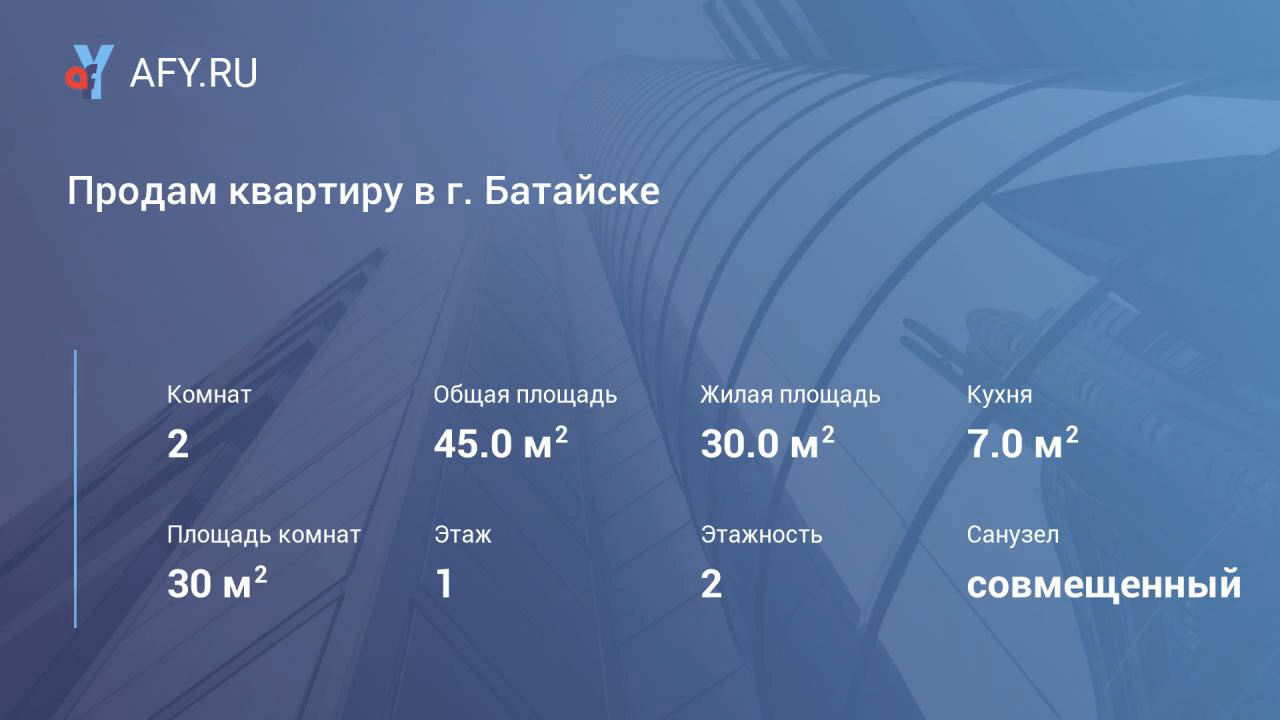 afy AFY.RU
Продам квартиру в г. Батайске
Комнат
2
Общая площадь
45.0 м²
Жилая площадь
30.0 м²
Кухня
7.0 м²
Площадь комнат
30 м²
Этаж
1
Этажность
2
Санузел
совмещенный